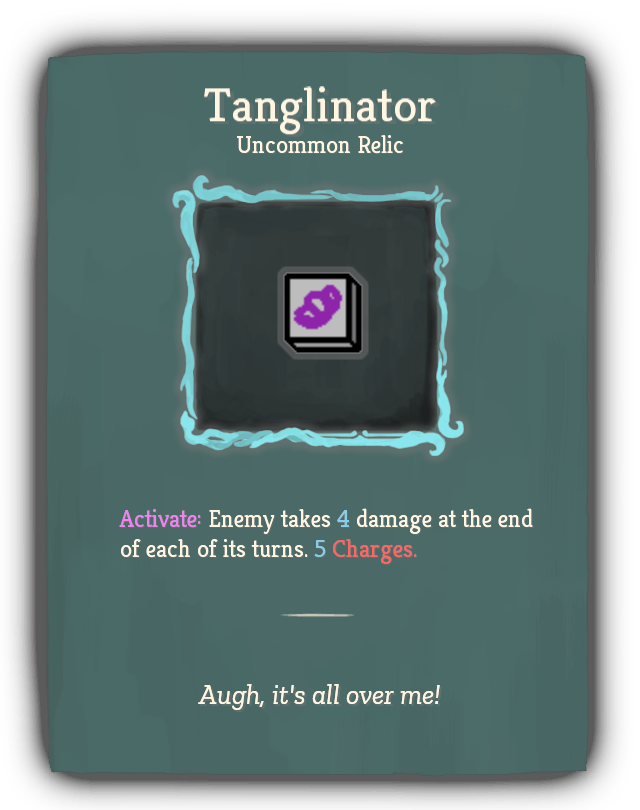 Tanglinator
Uncommon Relic
Activate: Enemy takes 4 damage at the end
of each of its turns. 5 Charges.
Augh, it's all over me!